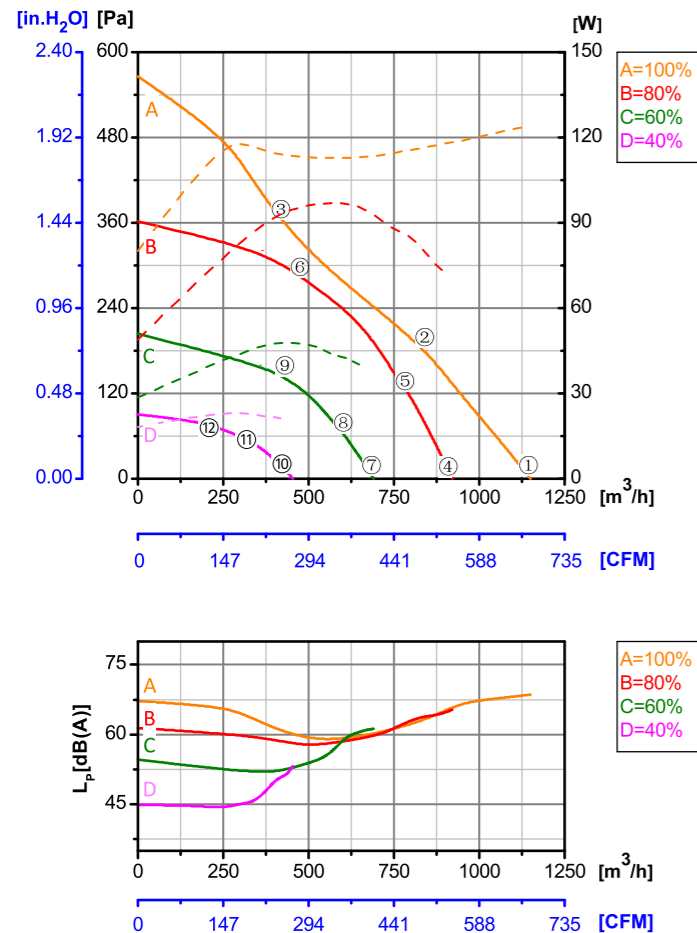 [in.H2O] [Pa] [W]
2.40 600 150
A=100%
B=80%
C=60%
D=40%
A
1.92 480 120
③
1.44 360 90
B
⑥
0.96 240 60
②
C
⑨
⑤
0.48 120 30
D
⑫ ⑪ ⑧
⑩ ⑦ ④ ①
0.00 0 0
0 250 500 750 1000 1250 [m3/h]
0 147 294 441 588 735 [CFM]
LP[dB(A)]
75
A=100%
B=80%
C=60%
D=40%
A
B
60
C
D
45
0 250 500 750 1000 1250 [m3/h]
0 147 294 441 588 735 [CFM]